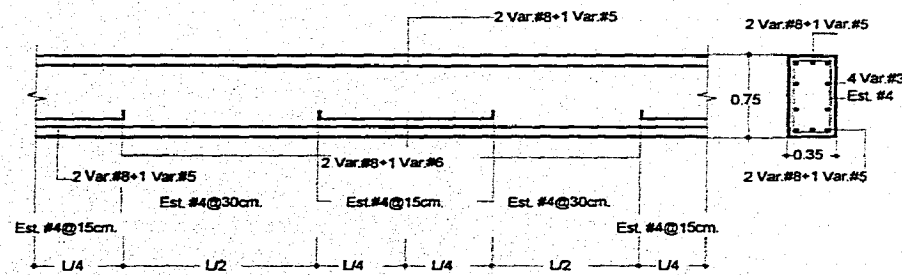 2 Var.#8+1 Var.#5
2 Var.#8+1 Var.#5
4 Var.#3
Est. #4
0.75
0.35
2 Var.#8+1 Var.#6
2 Var.#8+1 Var.#5
2 Var.#8+1 Var.#5
Est. #4@30cm.
Est. #4@15cm.
Est. #4@30cm.
Est. #4@15cm.
Est. #4@15cm.
L/4
L/2
L/4
L/4
L/2
L/4